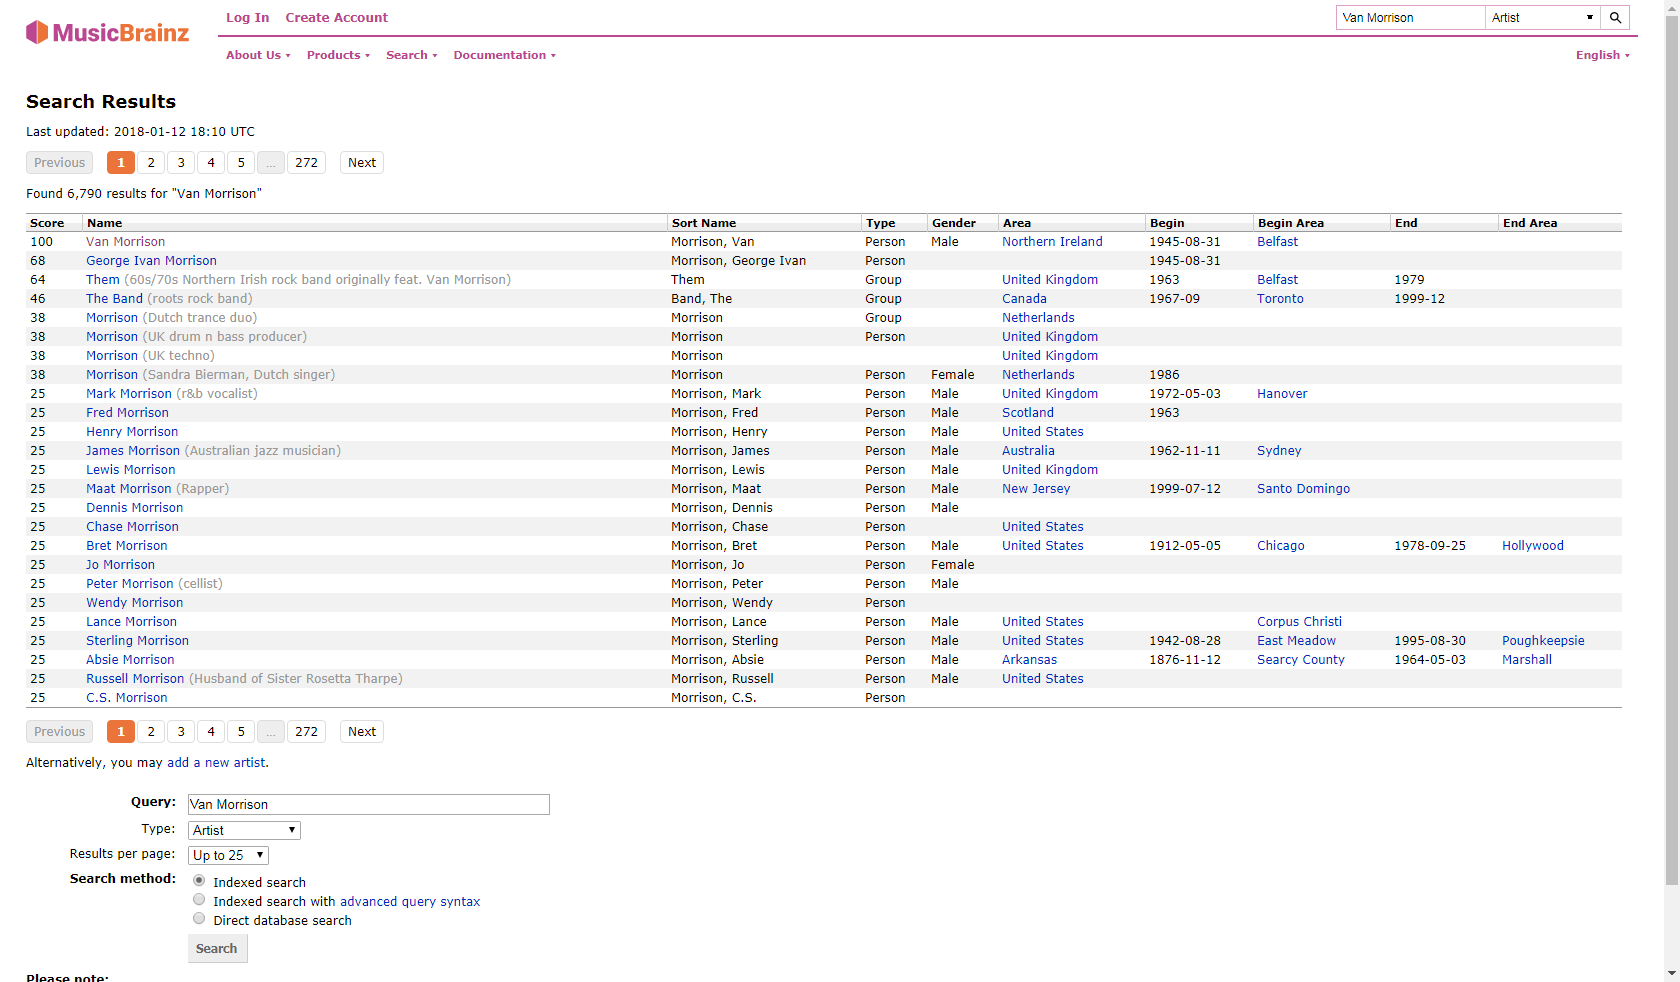 MusicBrainz
Log In Create Account
Van Morrison Artist
About Us Products Search Documentation English
Search Results
Last updated: 2018-01-12 18:10 UTC
Previous 1 2 3 4 5 ... 272 Next
Found 6,790 results for "Van Morrison"
Score Name Sort Name Type Gender Area Begin Begin Area End End Area
100 Van Morrison Morrison, Van Person Male Northern Ireland 1945-08-31 Belfast
68 George Ivan Morrison Morrison, George Ivan Person 1945-08-31
64 Them (60s/70s Northern Irish rock band originally feat. Van Morrison) Them Group United Kingdom 1963 Belfast 1979
46 The Band (roots rock band) Band, The Group Canada 1967-09 Toronto 1999-12
38 Morrison (Dutch trance duo) Morrison Group Netherlands
38 Morrison (UK drum n bass producer) Morrison Person United Kingdom
38 Morrison (UK techno) Morrison United Kingdom
38 Morrison (Sandra Bierman, Dutch singer) Morrison Person Female Netherlands 1986
25 Mark Morrison (r&b vocalist) Morrison, Mark Person Male United Kingdom 1972-05-03 Hanover
25 Fred Morrison Morrison, Fred Person Male Scotland 1963
25 Henry Morrison Morrison, Henry Person Male United States
25 James Morrison (Australian jazz musician) Morrison, James Person Male Australia 1962-11-11 Sydney
25 Lewis Morrison Morrison, Lewis Person Male United Kingdom
25 Maat Morrison (Rapper) Morrison, Maat Person Male New Jersey 1999-07-12 Santo Domingo
25 Dennis Morrison Morrison, Dennis Person Male
25 Chase Morrison Morrison, Chase Person United States
25 Bret Morrison Morrison, Bret Person Male United States 1912-05-05 Chicago 1978-09-25 Hollywood
25 Jo Morrison Morrison, Jo Person Female
25 Peter Morrison (cellist) Morrison, Peter Person Male
25 Wendy Morrison Morrison, Wendy Person
25 Lance Morrison Morrison, Lance Person Male United States Corpus Christi
25 Sterling Morrison Morrison, Sterling Person Male United States 1942-08-28 East Meadow 1995-08-30 Poughkeepsie
25 Absie Morrison Morrison, Absie Person Male Arkansas 1876-11-12 Searcy County 1964-05-03 Marshall
25 Russell Morrison (Husband of Sister Rosetta Tharpe) Morrison, Russell Person Male United States
25 C.S. Morrison Morrison, C.S. Person
Previous 1 2 3 4 5 ... 272 Next
Alternatively, you may add a new artist.
Query: Van Morrison
Type: Artist
Results per page: Up to 25
Search method: Indexed search
Indexed search with advanced query syntax
Direct database search
Search
Please note: